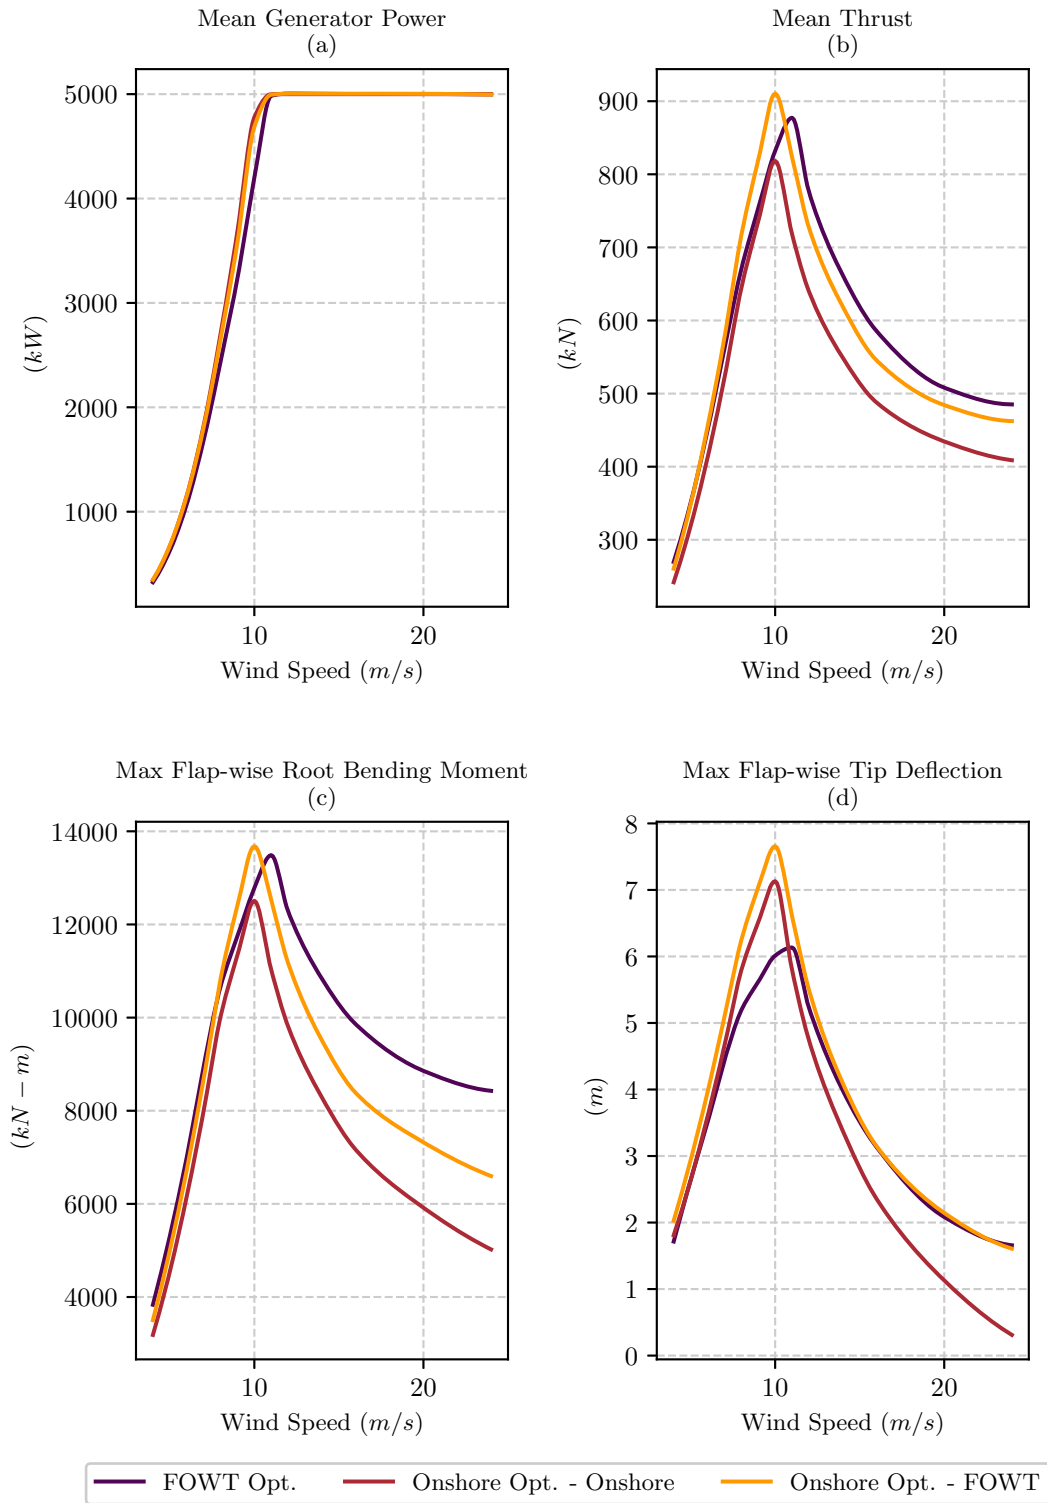 Mean Generator Power
(a)
5000
4000
3000
2000
1000
(kW)
10
20
Wind Speed (m/s)
Mean Thrust
(b)
900
800
700
600
500
400
300
(kN)
10
20
Wind Speed (m/s)
Max Flap-wise Root Bending Moment
(c)
14000
12000
10000
8000
6000
4000
(kN − m)
10
20
Wind Speed (m/s)
Max Flap-wise Tip Deflection
(d)
8
7
6
5
4
3
2
1
0
(m)
10
20
Wind Speed (m/s)
FOWT Opt.
Onshore Opt. - Onshore
Onshore Opt. - FOWT